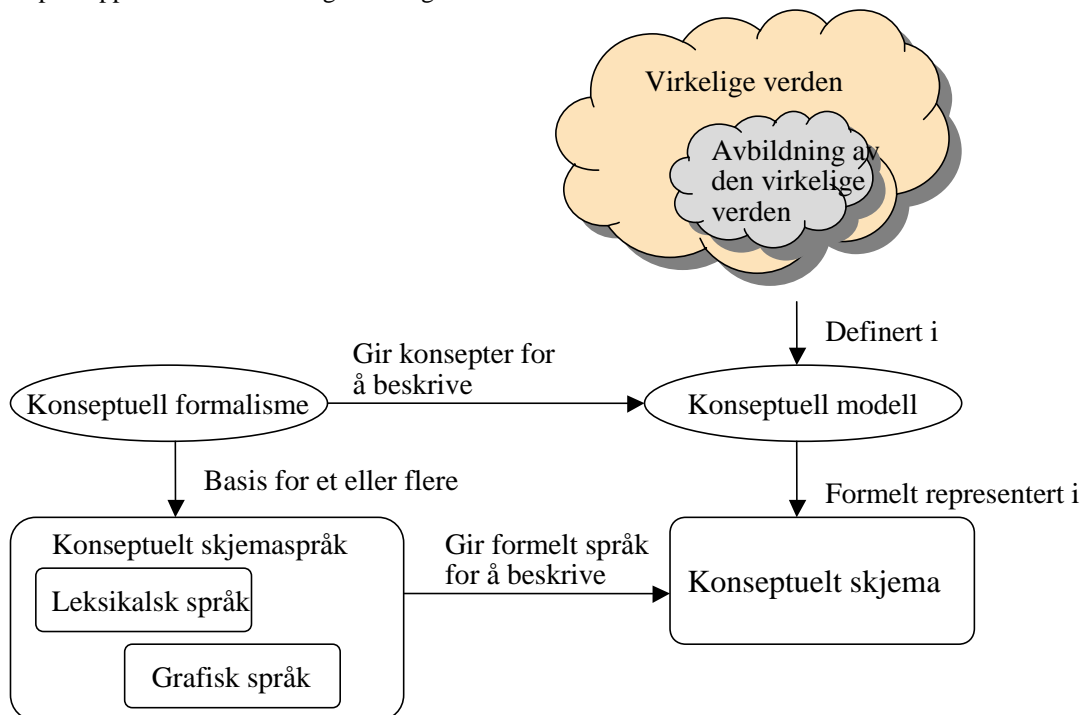 Virkelige verden
Avbildning av
den virkelige
verden
Definert i
Gir konsepter for
å beskrive
Konseptuell formalisme
Konseptuell modell
Basis for et eller flere
Formelt representert i
Konseptuelt skjemaspråk
Gir formelt språk
for å beskrive
Leksikalsk språk
Konseptuelt skjema
Grafisk språk